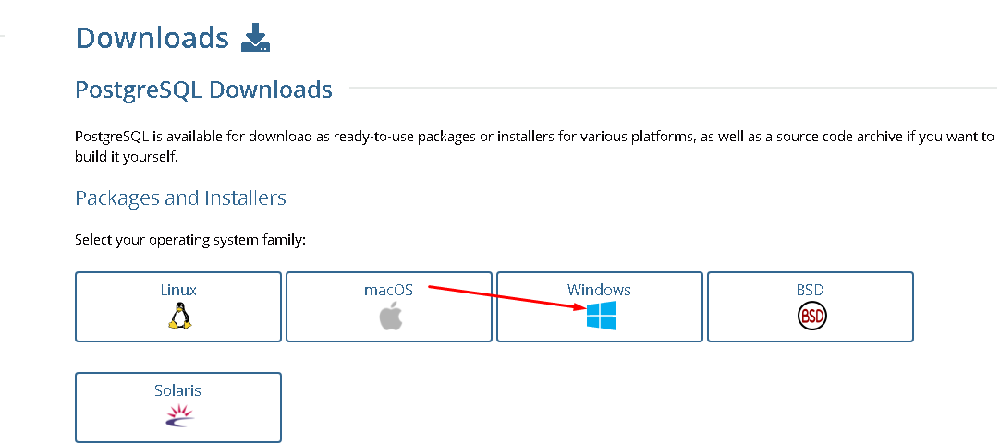 Downloads
PostgreSQL Downloads
PostgreSQL is available for download as ready-to-use packages or installers for various platforms, as well as a source code archive if you want to
build it yourself.
Packages and Installers
Select your operating system family:
Linux
macOS
Windows
BSD
BSD
Solaris